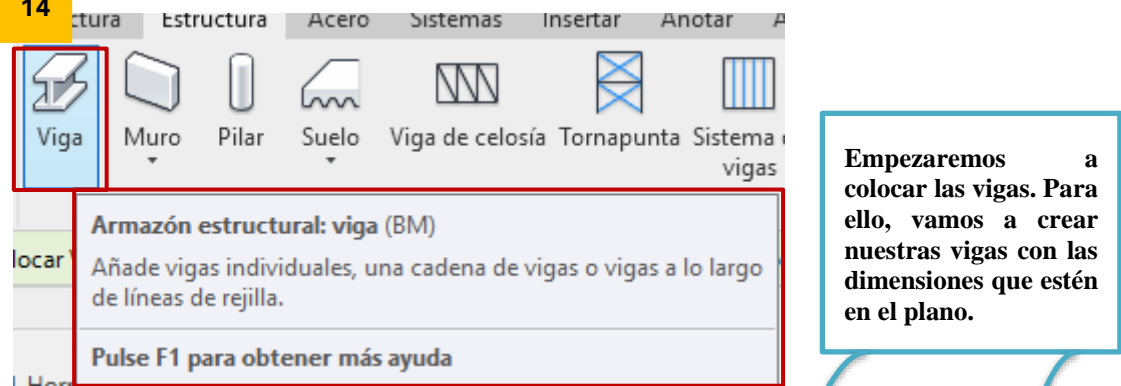 14
ctura Estructura Acero Sistemas Insertar Anotar A
Viga Muro Pilar Suelo Viga de celosía Tornapunta Sistema
vigas
Armazón estructural: viga (BM)
Añade vigas individuales, una cadena de vigas o vigas a lo largo
de líneas de rejilla.
Pulse F1 para obtener más ayuda
locar
Empezaremos a
colocar las vigas. Para
ello, vamos a crear
nuestras vigas con las
dimensiones que estén
en el plano.